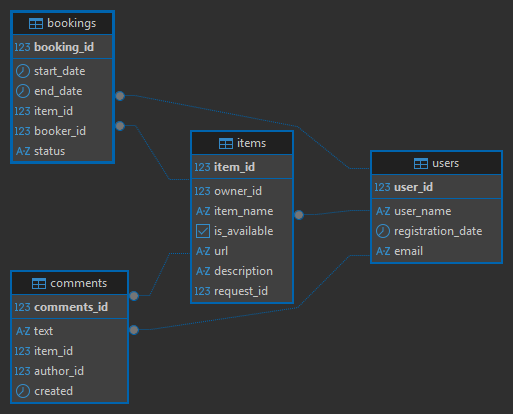 bookings
123 booking_id
start_date
end_date
123 item_id
123 booker_id
A-Z status
items
123 item_id
123 owner_id
A-Z item_name
is_available
A-Z url
A-Z description
123 request_id
users
123 user_id
A-Z user_name
registration_date
A-Z email
comments
123 comments_id
A-Z text
123 item_id
123 author_id
created